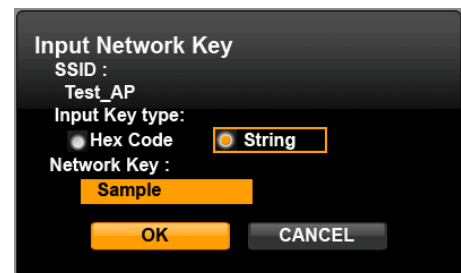 Input Network Key
SSID :
Test_AP
Input Key type:
Hex Code String
Network Key :
Sample
OK CANCEL